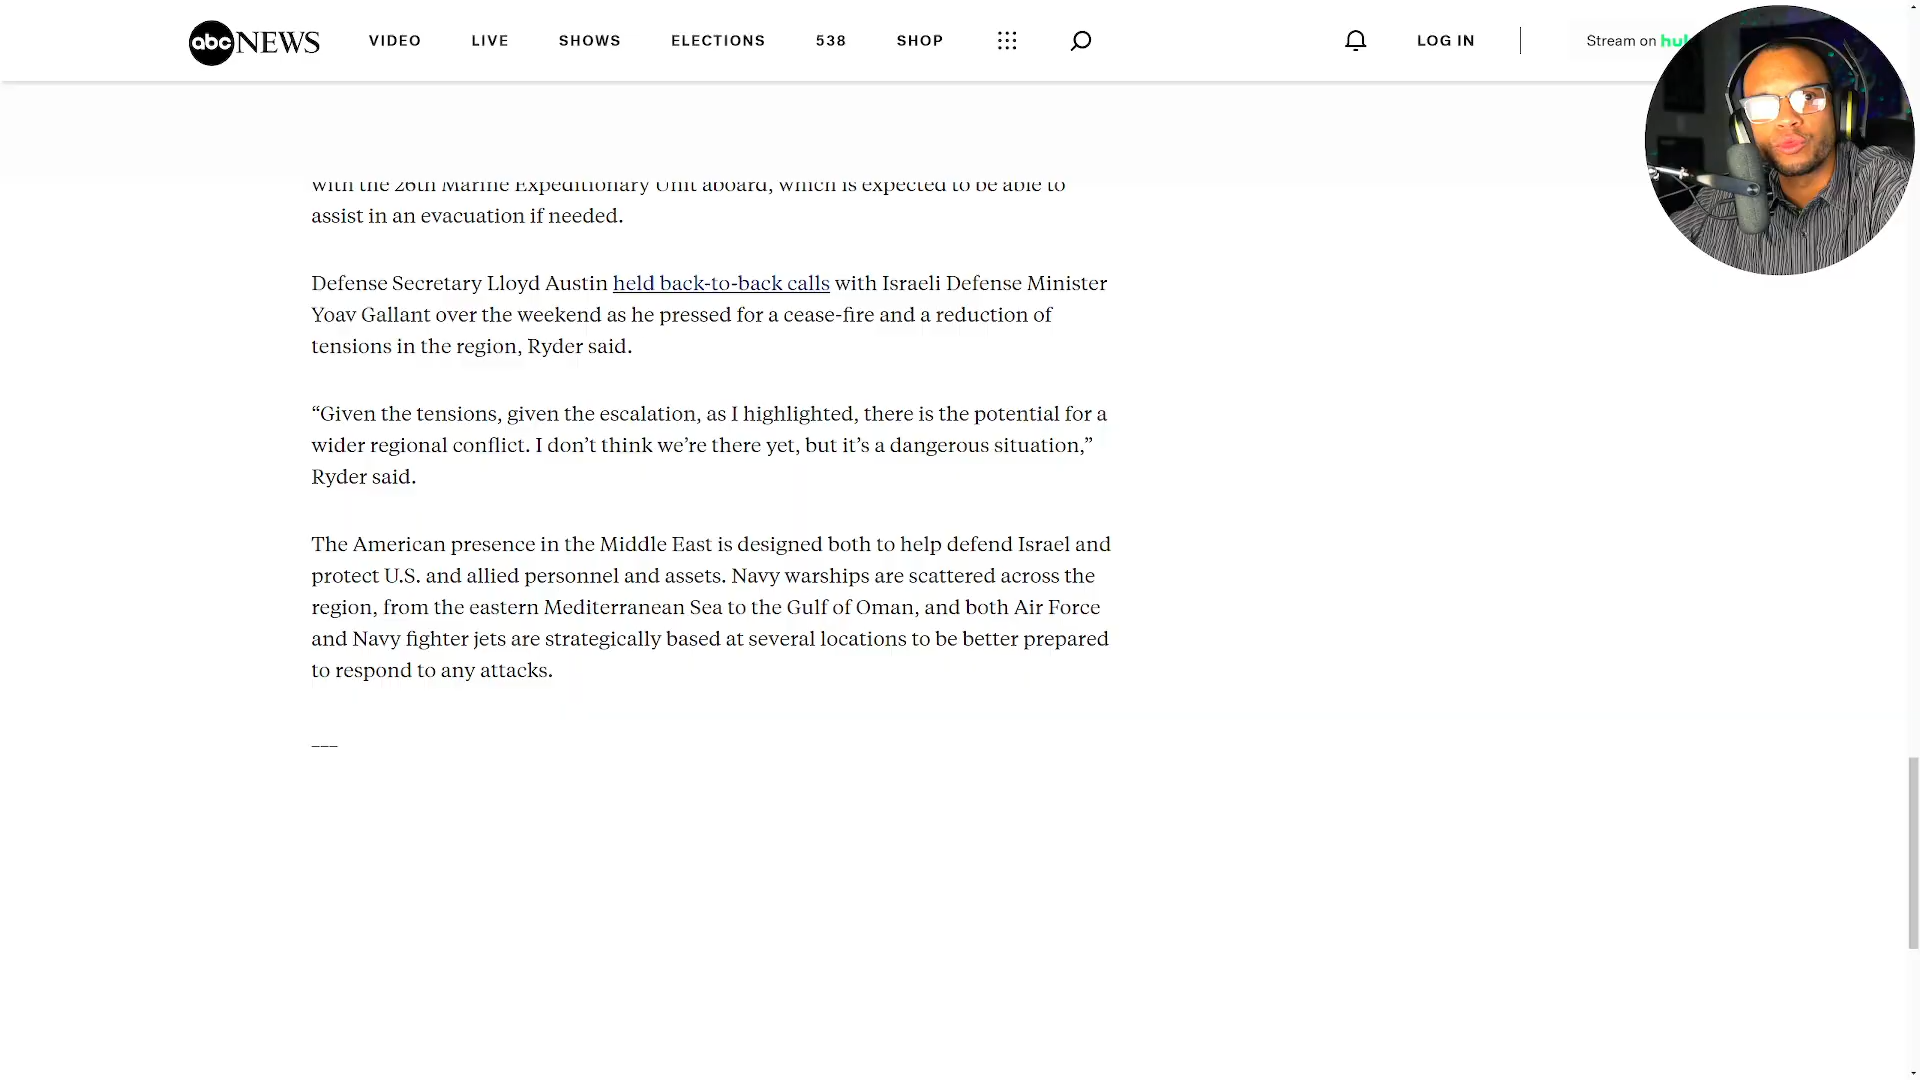 abc NEWS VIDEO LIVE SHOWS ELECTIONS 538 SHOP LOG IN Stream on hul
with the 26th Marine Expeditionary Unit aboard, which is expected to be able to
assist in an evacuation if needed.
Defense Secretary Lloyd Austin held back-to-back calls with Israeli Defense Minister
Yoav Gallant over the weekend as he pressed for a cease-fire and a reduction of
tensions in the region, Ryder said.
“Given the tensions, given the escalation, as I highlighted, there is the potential for a
wider regional conflict. I don’t think we’re there yet, but it’s a dangerous situation,”
Ryder said.
The American presence in the Middle East is designed both to help defend Israel and
protect U.S. and allied personnel and assets. Navy warships are scattered across the
region, from the eastern Mediterranean Sea to the Gulf of Oman, and both Air Force
and Navy fighter jets are strategically based at several locations to be better prepared
to respond to any attacks.
___